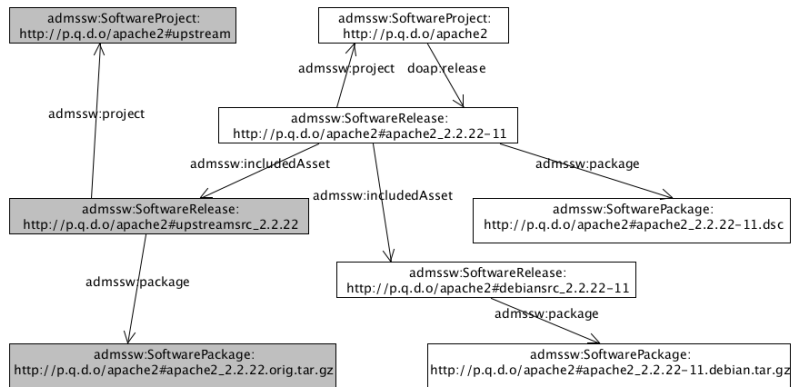 admssw:SoftwareProject:
http://p.q.d.o/apache2#upstream
admssw:SoftwareProject:
http://p.q.d.o/apache2
admssw:project
doap:release
admssw:project
admssw:SoftwareRelease:
http://p.q.d.o/apache2#apache2_2.2.22-11
admssw:includedAsset
admssw:package
admssw:includedAsset
admssw:SoftwareRelease:
http://p.q.d.o/apache2#upstreamsrc_2.2.22
admssw:SoftwarePackage:
http://p.q.d.o/apache2#apache2_2.2.22-11.dsc
admssw:package
admssw:SoftwareRelease:
http://p.q.d.o/apache2#debiansrc_2.2.22-11
admssw:package
admssw:SoftwarePackage:
http://p.q.d.o/apache2#apache2_2.2.22.orig.tar.gz
admssw:SoftwarePackage:
http://p.q.d.o/apache2#apache2_2.2.22-11.debian.tar.gz